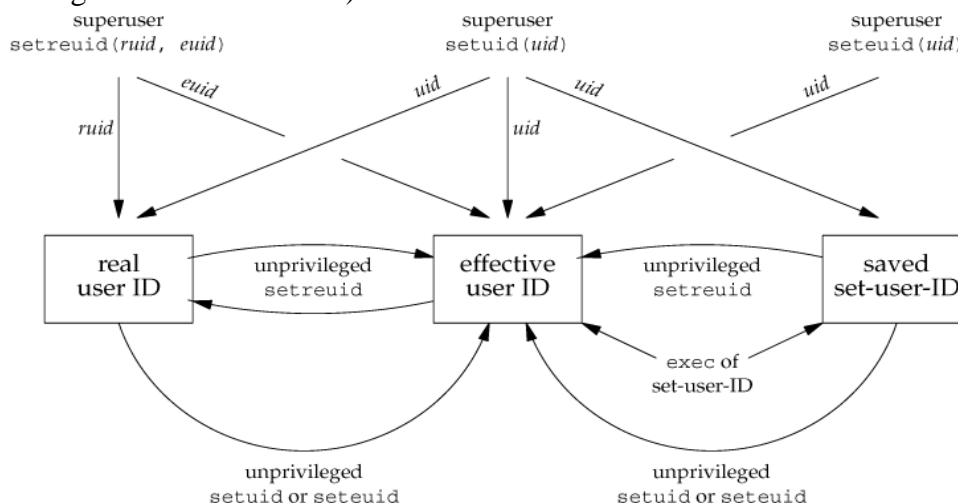 superuser
setreuid(ruid, euid)
superuser
setuid(uid)
superuser
seteuid(uid)
euid
uid
uid
uid
ruid
uid
real
user ID
unprivileged
setreuid
effective
user ID
unprivileged
setreuid
saved
set-user-ID
exec of
set-user-ID
unprivileged
setuid or seteuid
unprivileged
setuid or seteuid